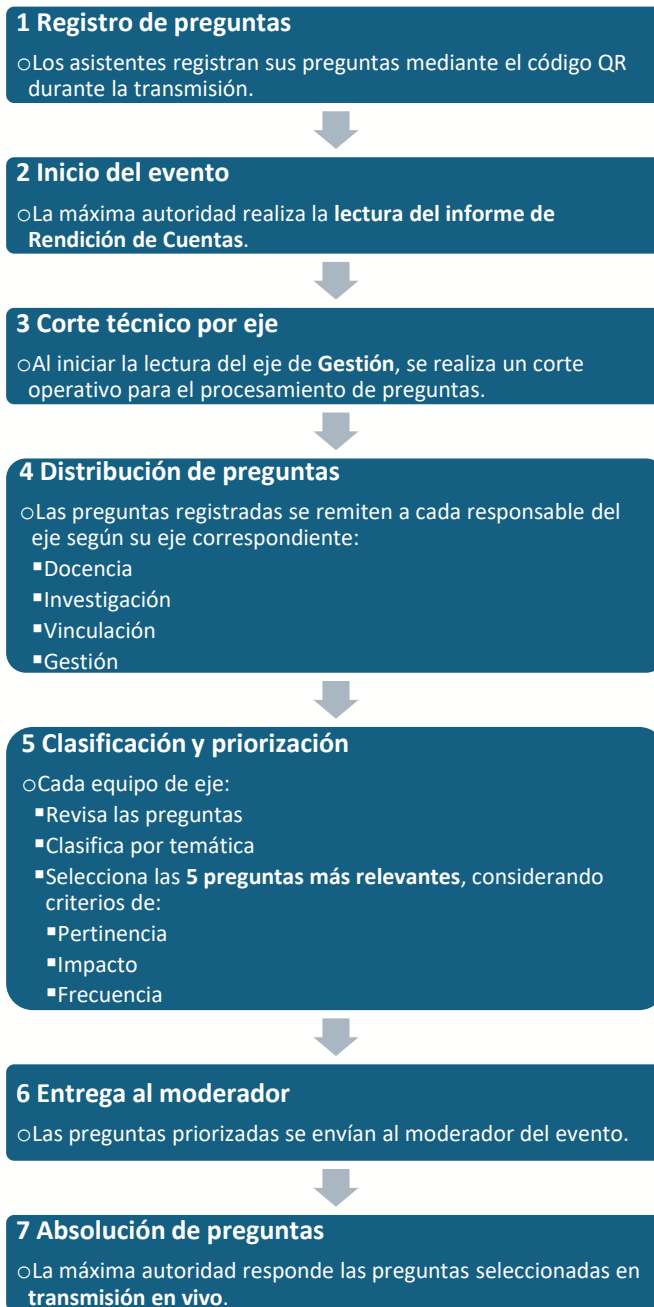 1 Registro de preguntas
oLos asistentes registran sus preguntas mediante el código QR
durante la transmisión.
2 Inicio del evento
oLa máxima autoridad realiza la lectura del informe de
Rendición de Cuentas.
3 Corte técnico por eje
oAl iniciar la lectura del eje de Gestión, se realiza un corte
operativo para el procesamiento de preguntas.
4 Distribución de preguntas
oLas preguntas registradas se remiten a cada responsable del
eje según su eje correspondiente:
▪Docencia
▪Investigación
▪Vinculación
▪Gestión
5 Clasificación y priorización
oCada equipo de eje:
▪Revisa las preguntas
▪Clasifica por temática
▪Selecciona las 5 preguntas más relevantes, considerando
criterios de:
▪Pertinencia
▪Impacto
▪Frecuencia
6 Entrega al moderador
oLas preguntas priorizadas se envían al moderador del evento.
7 Absolución de preguntas
oLa máxima autoridad responde las preguntas seleccionadas en
transmisión en vivo.